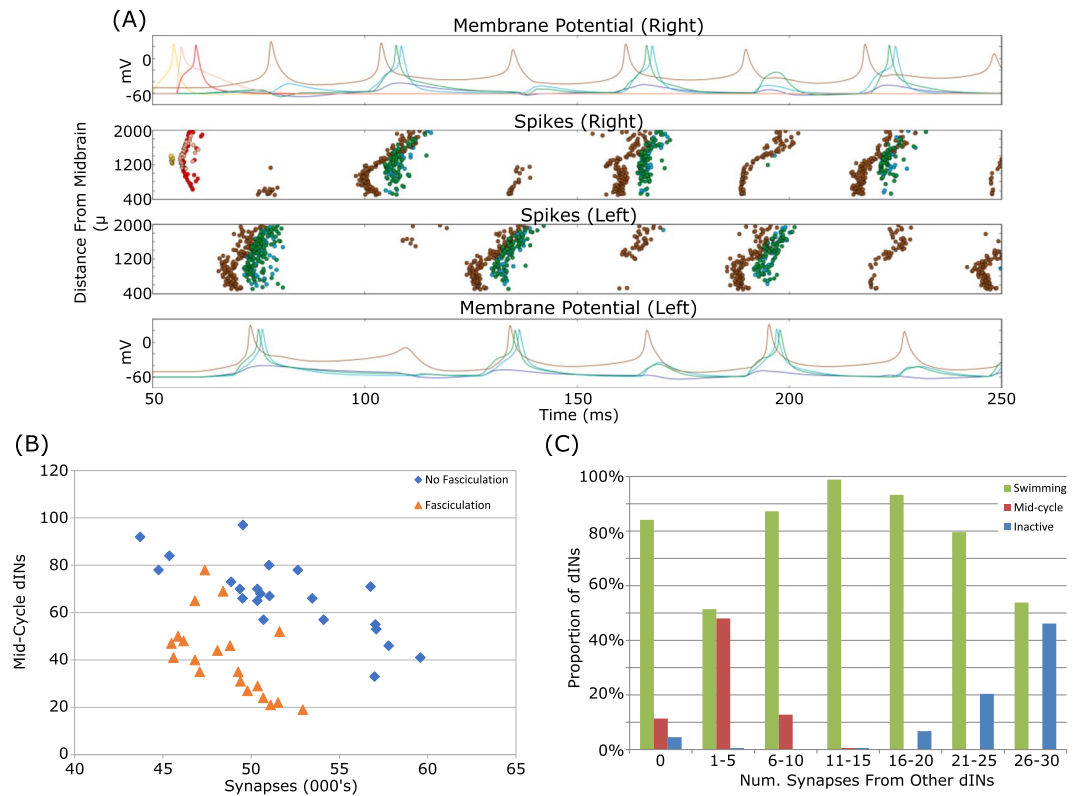 (A)
Membrane Potential (Right)
0
mV
-60
Spikes (Right)
2000
1200
400
Distance From Midbrain
(μ
Spikes (Left)
2000
1200
400
Membrane Potential (Left)
0
mV
-60
50
100
150
200
250
Time (ms)
(B)
120
100
80
60
40
20
0
Mid-Cycle dINs
No Fasciculation
Fasciculation
40
45
50
55
60
65
Synapses (000's)
(C)
100%
80%
60%
40%
20%
0%
Proportion of dINs
Swimming
Mid-cycle
Inactive
0
1-5
6-10
11-15
16-20
21-25
26-30
Num. Synapses From Other dINs